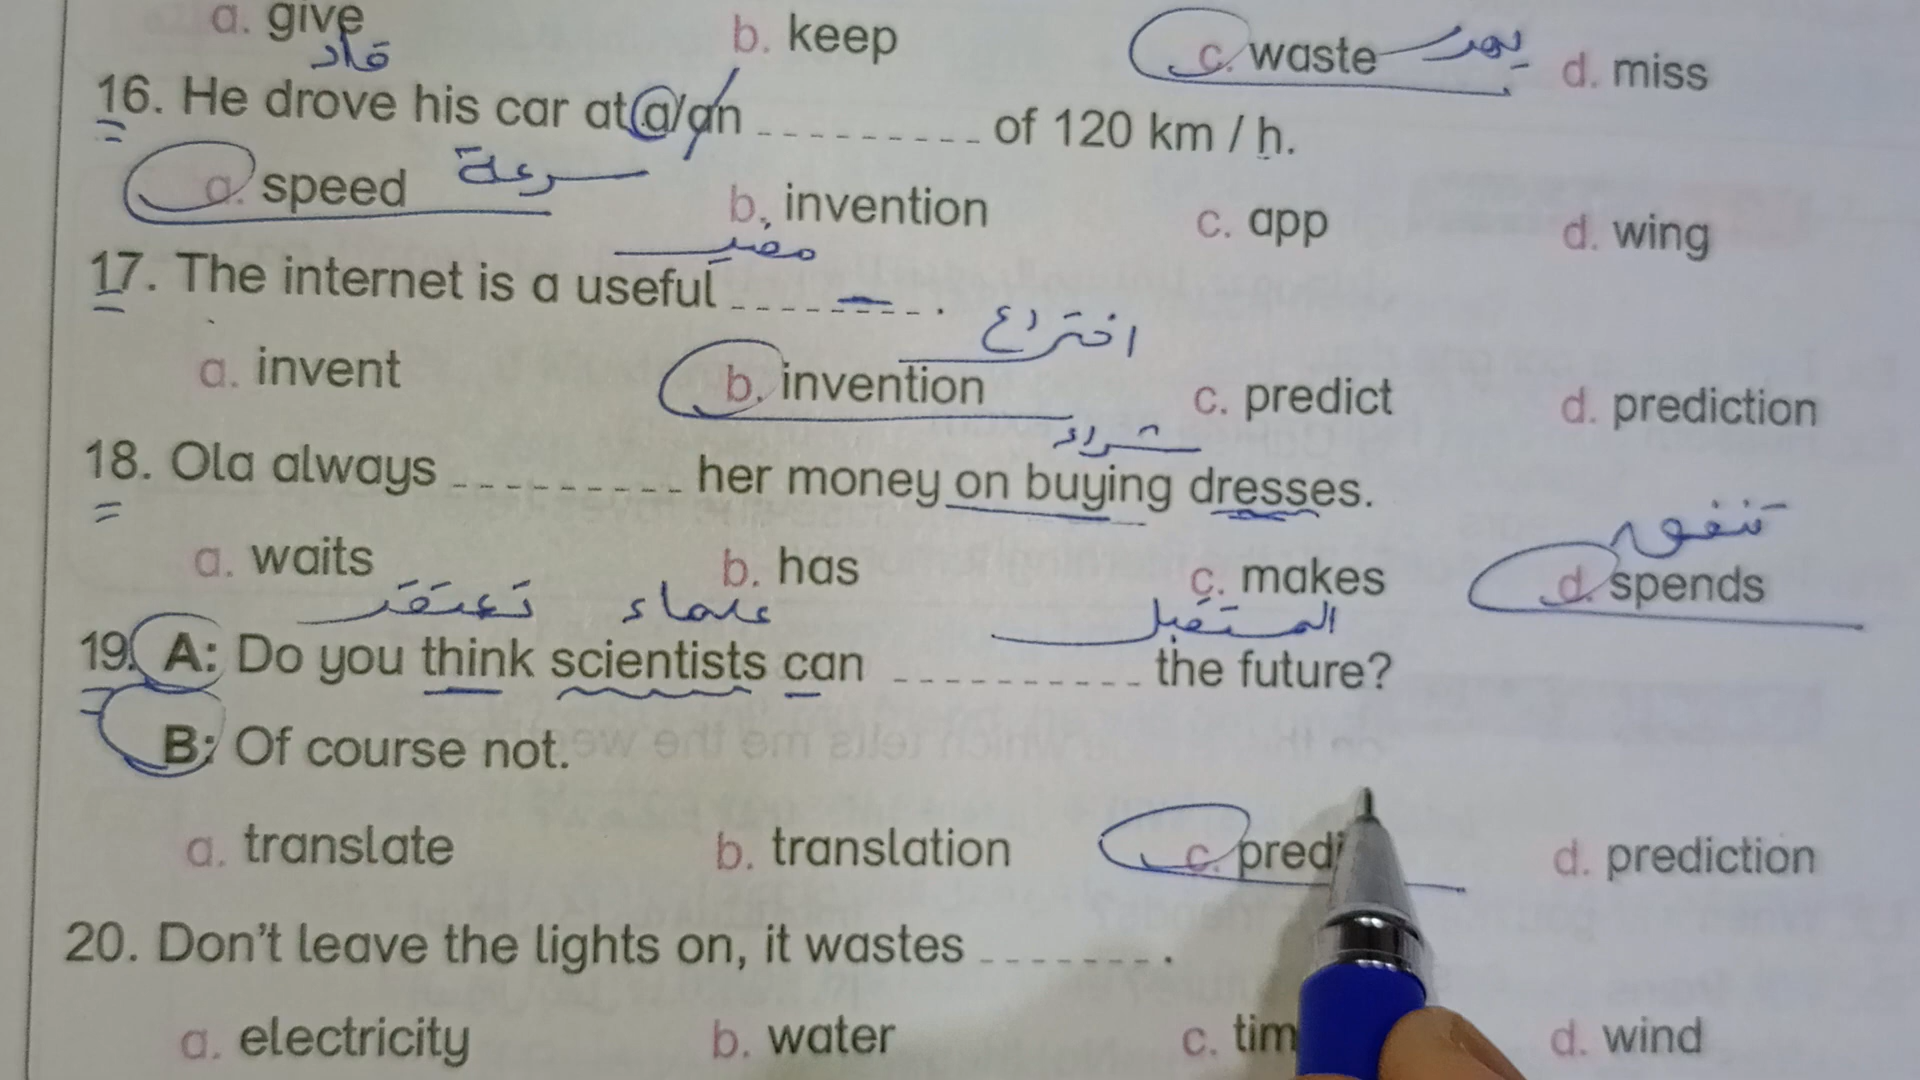 a. give b. keep c. waste يهدر d. miss
قاد
16. He drove his car at a/an ---------- of 120 km / h.
a. speed سرعة b. invention c. app d. wing
مفيد
17. The internet is a useful ---------.
اختراع
a. invent b. invention c. predict d. prediction
شراء
18. Ola always ---------- her money on buying dresses.
تنفق
a. waits b. has c. makes d. spends
تعتقد علماء المستقبل
19. A: Do you think scientists can ---------- the future?
B: Of course not.
a. translate b. translation c. predi d. prediction
20. Don't leave the lights on, it wastes --------.
a. electricity b. water c. tim d. wind